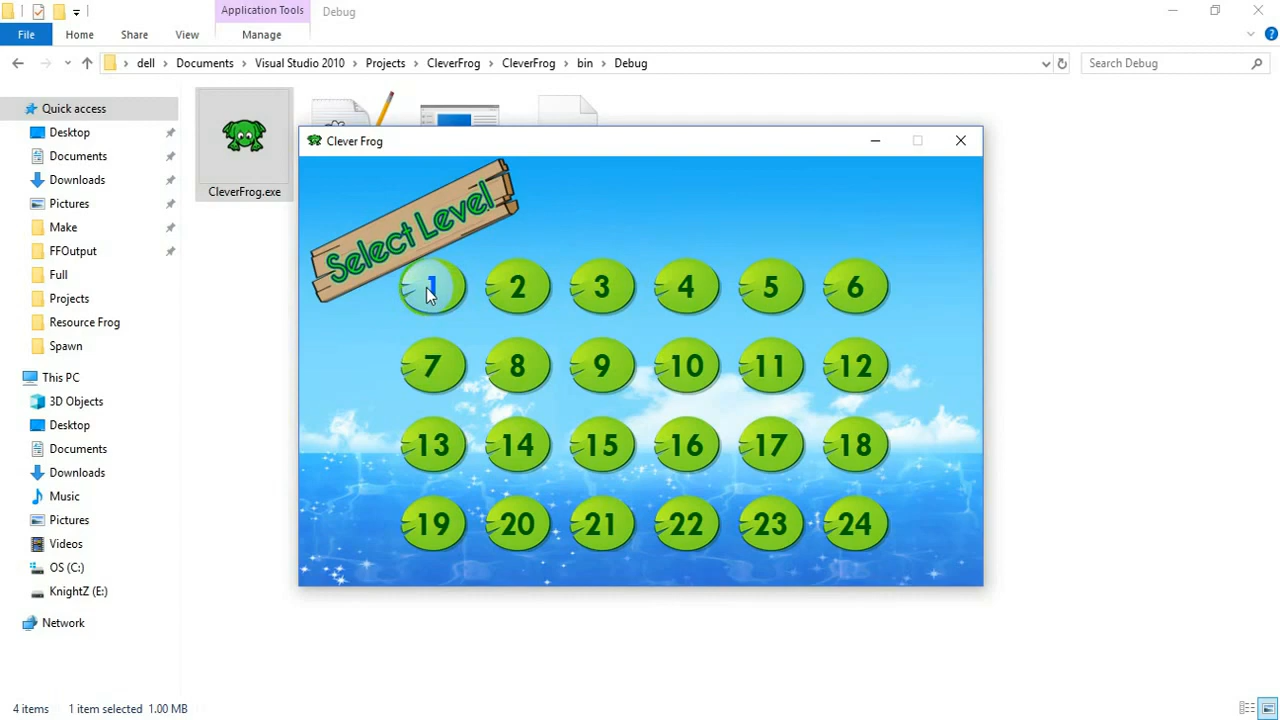 Application Tools
Debug
File
Home
Share
View
Manage
dell
Documents
Visual Studio 2010
Projects
CleverFrog
CleverFrog
bin
Debug
Search Debug
Quick access
Desktop
Documents
Downloads
Pictures
Make
FFOutput
Full
Projects
Resource Frog
Spawn
This PC
3D Objects
Desktop
Documents
Downloads
Music
Pictures
Videos
OS (C:)
KnightZ (E:)
Network
CleverFrog.exe
Clever Frog
Select Level
1 2 3 4 5 6
7 8 9 10 11 12
13 14 15 16 17 18
19 20 21 22 23 24
4 items 1 item selected 1.00 MB